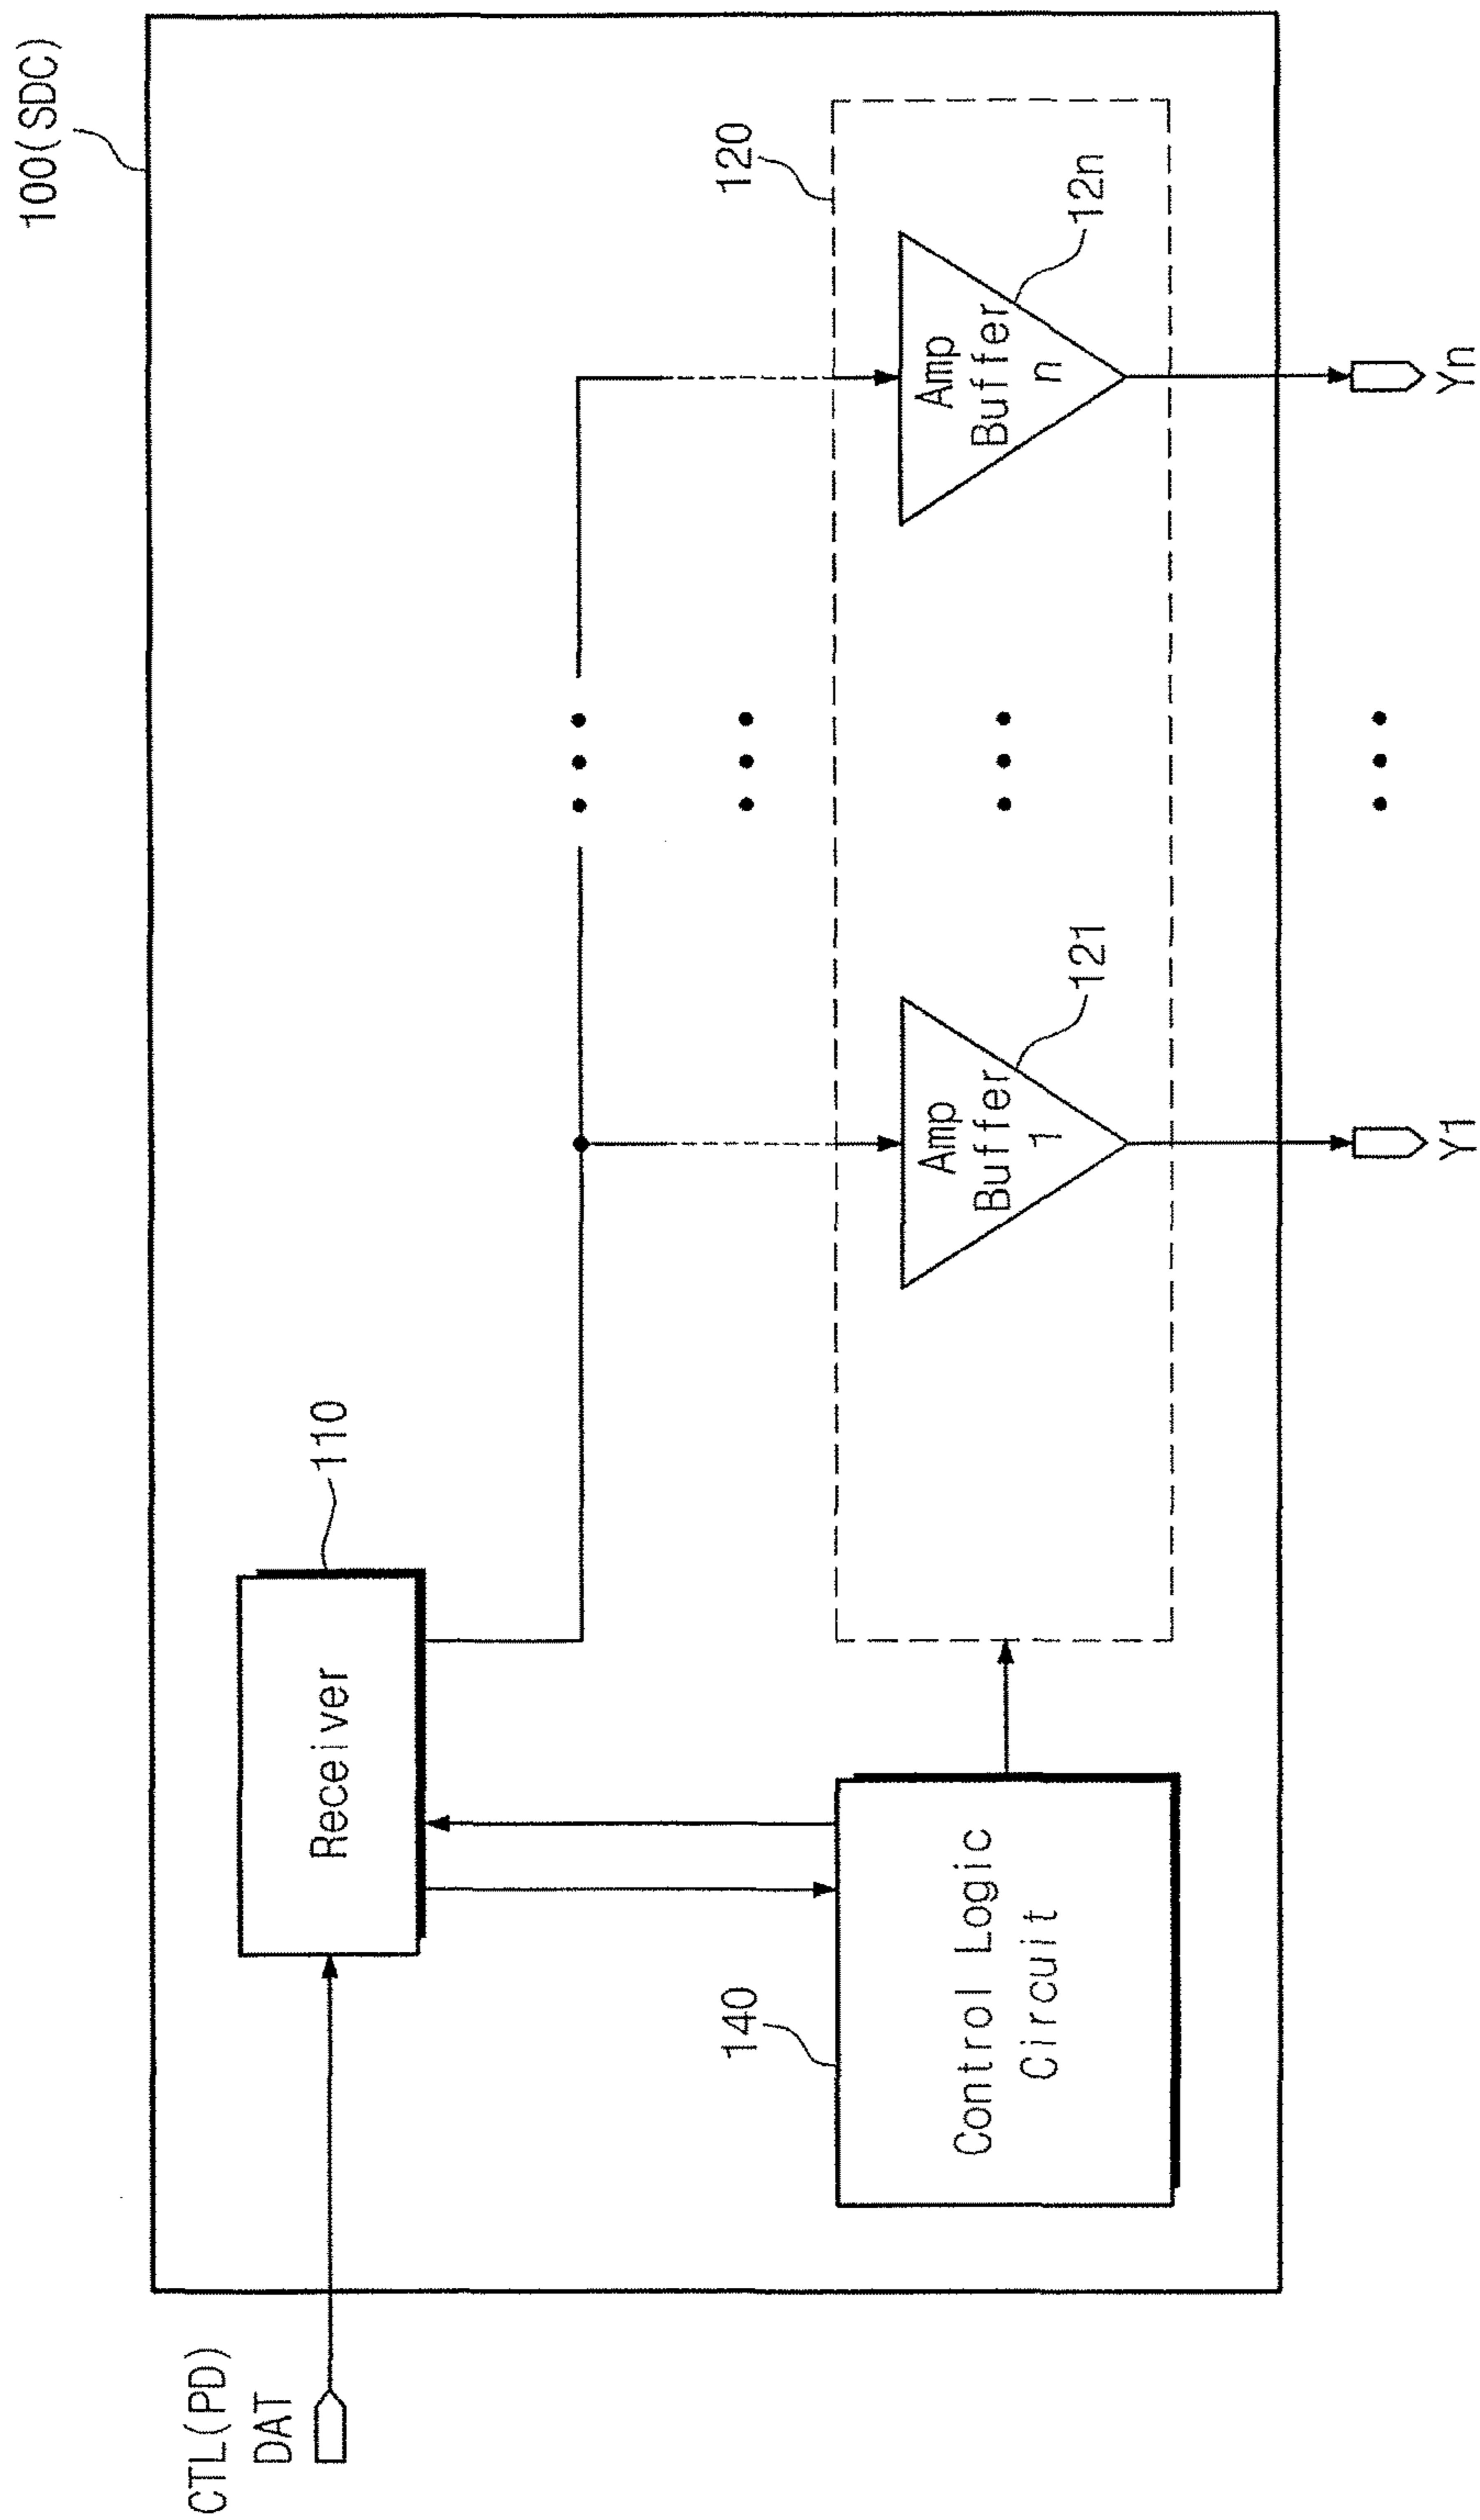 100(SDC)
CTL(PD)
DAT
Receiver
110
120
140
Control Logic
Circuit
Amp
Buffer
1
121
Amp
Buffer
n
12n
Y1
Yn